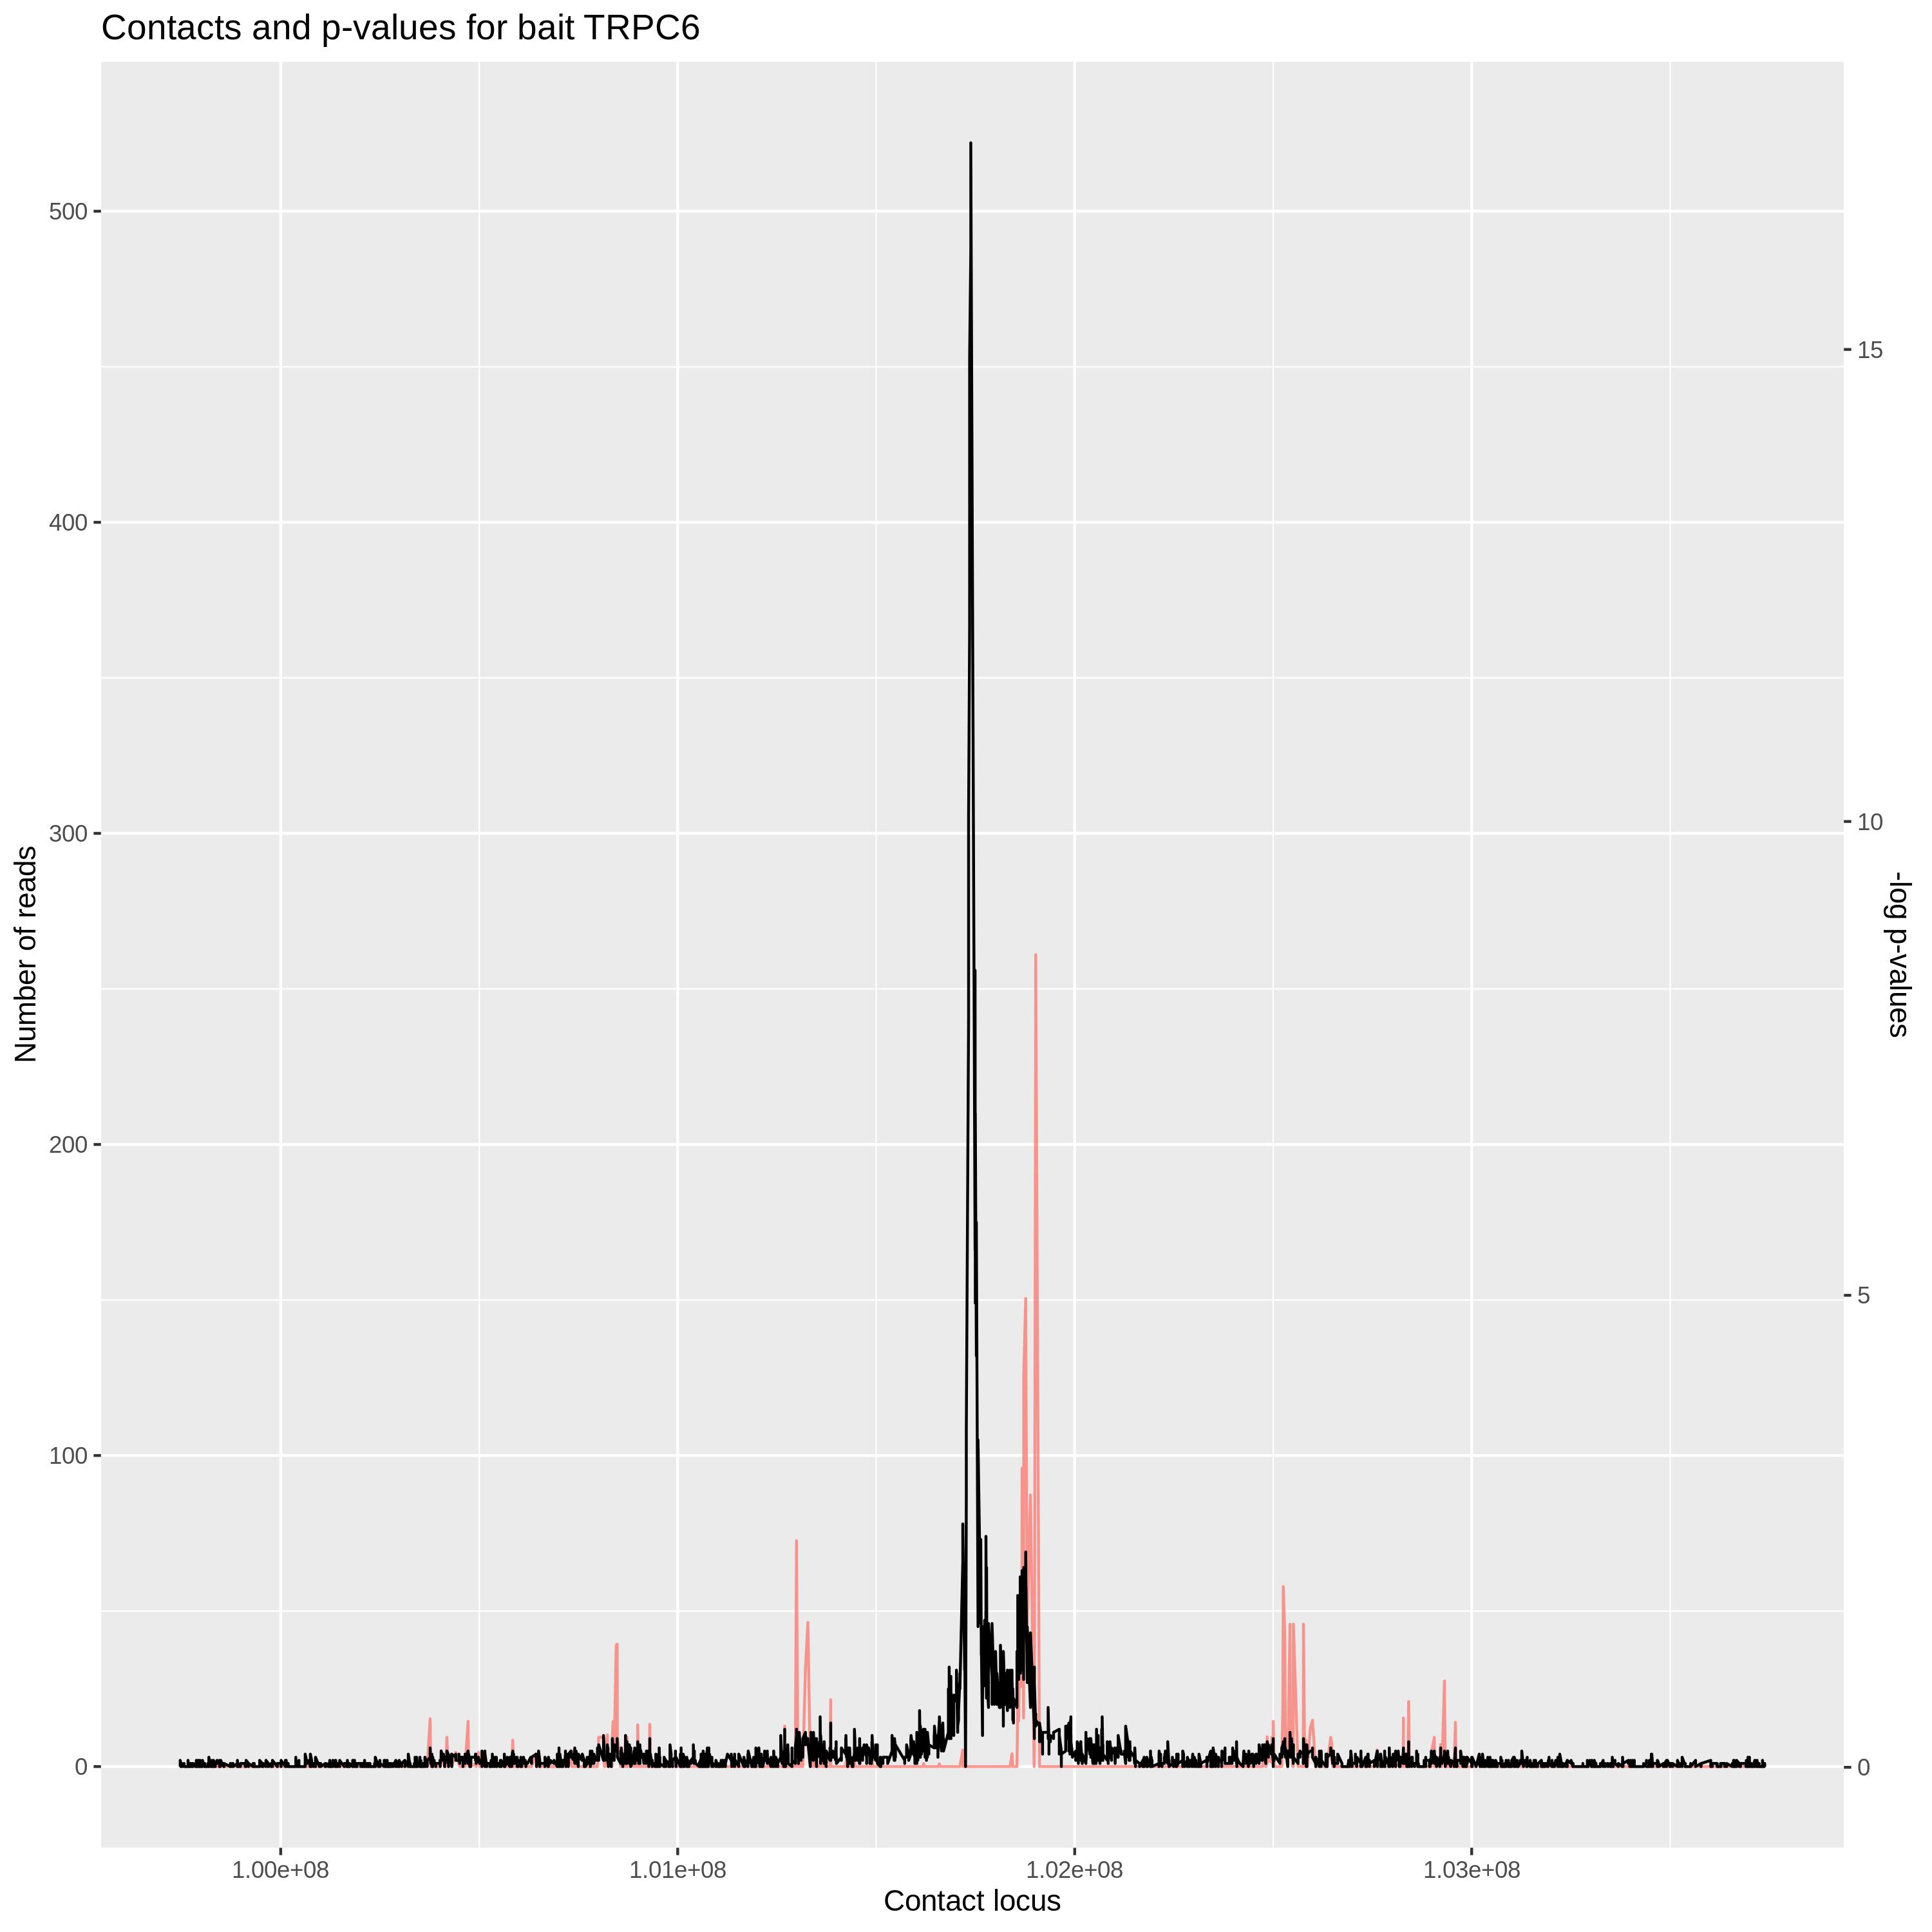 Contacts and p-values for bait TRPC6
Number of reads
500
400
300
200
100
0
15
10
5
0
-log p-values
1.00e+08
1.01e+08
1.02e+08
1.03e+08
Contact locus